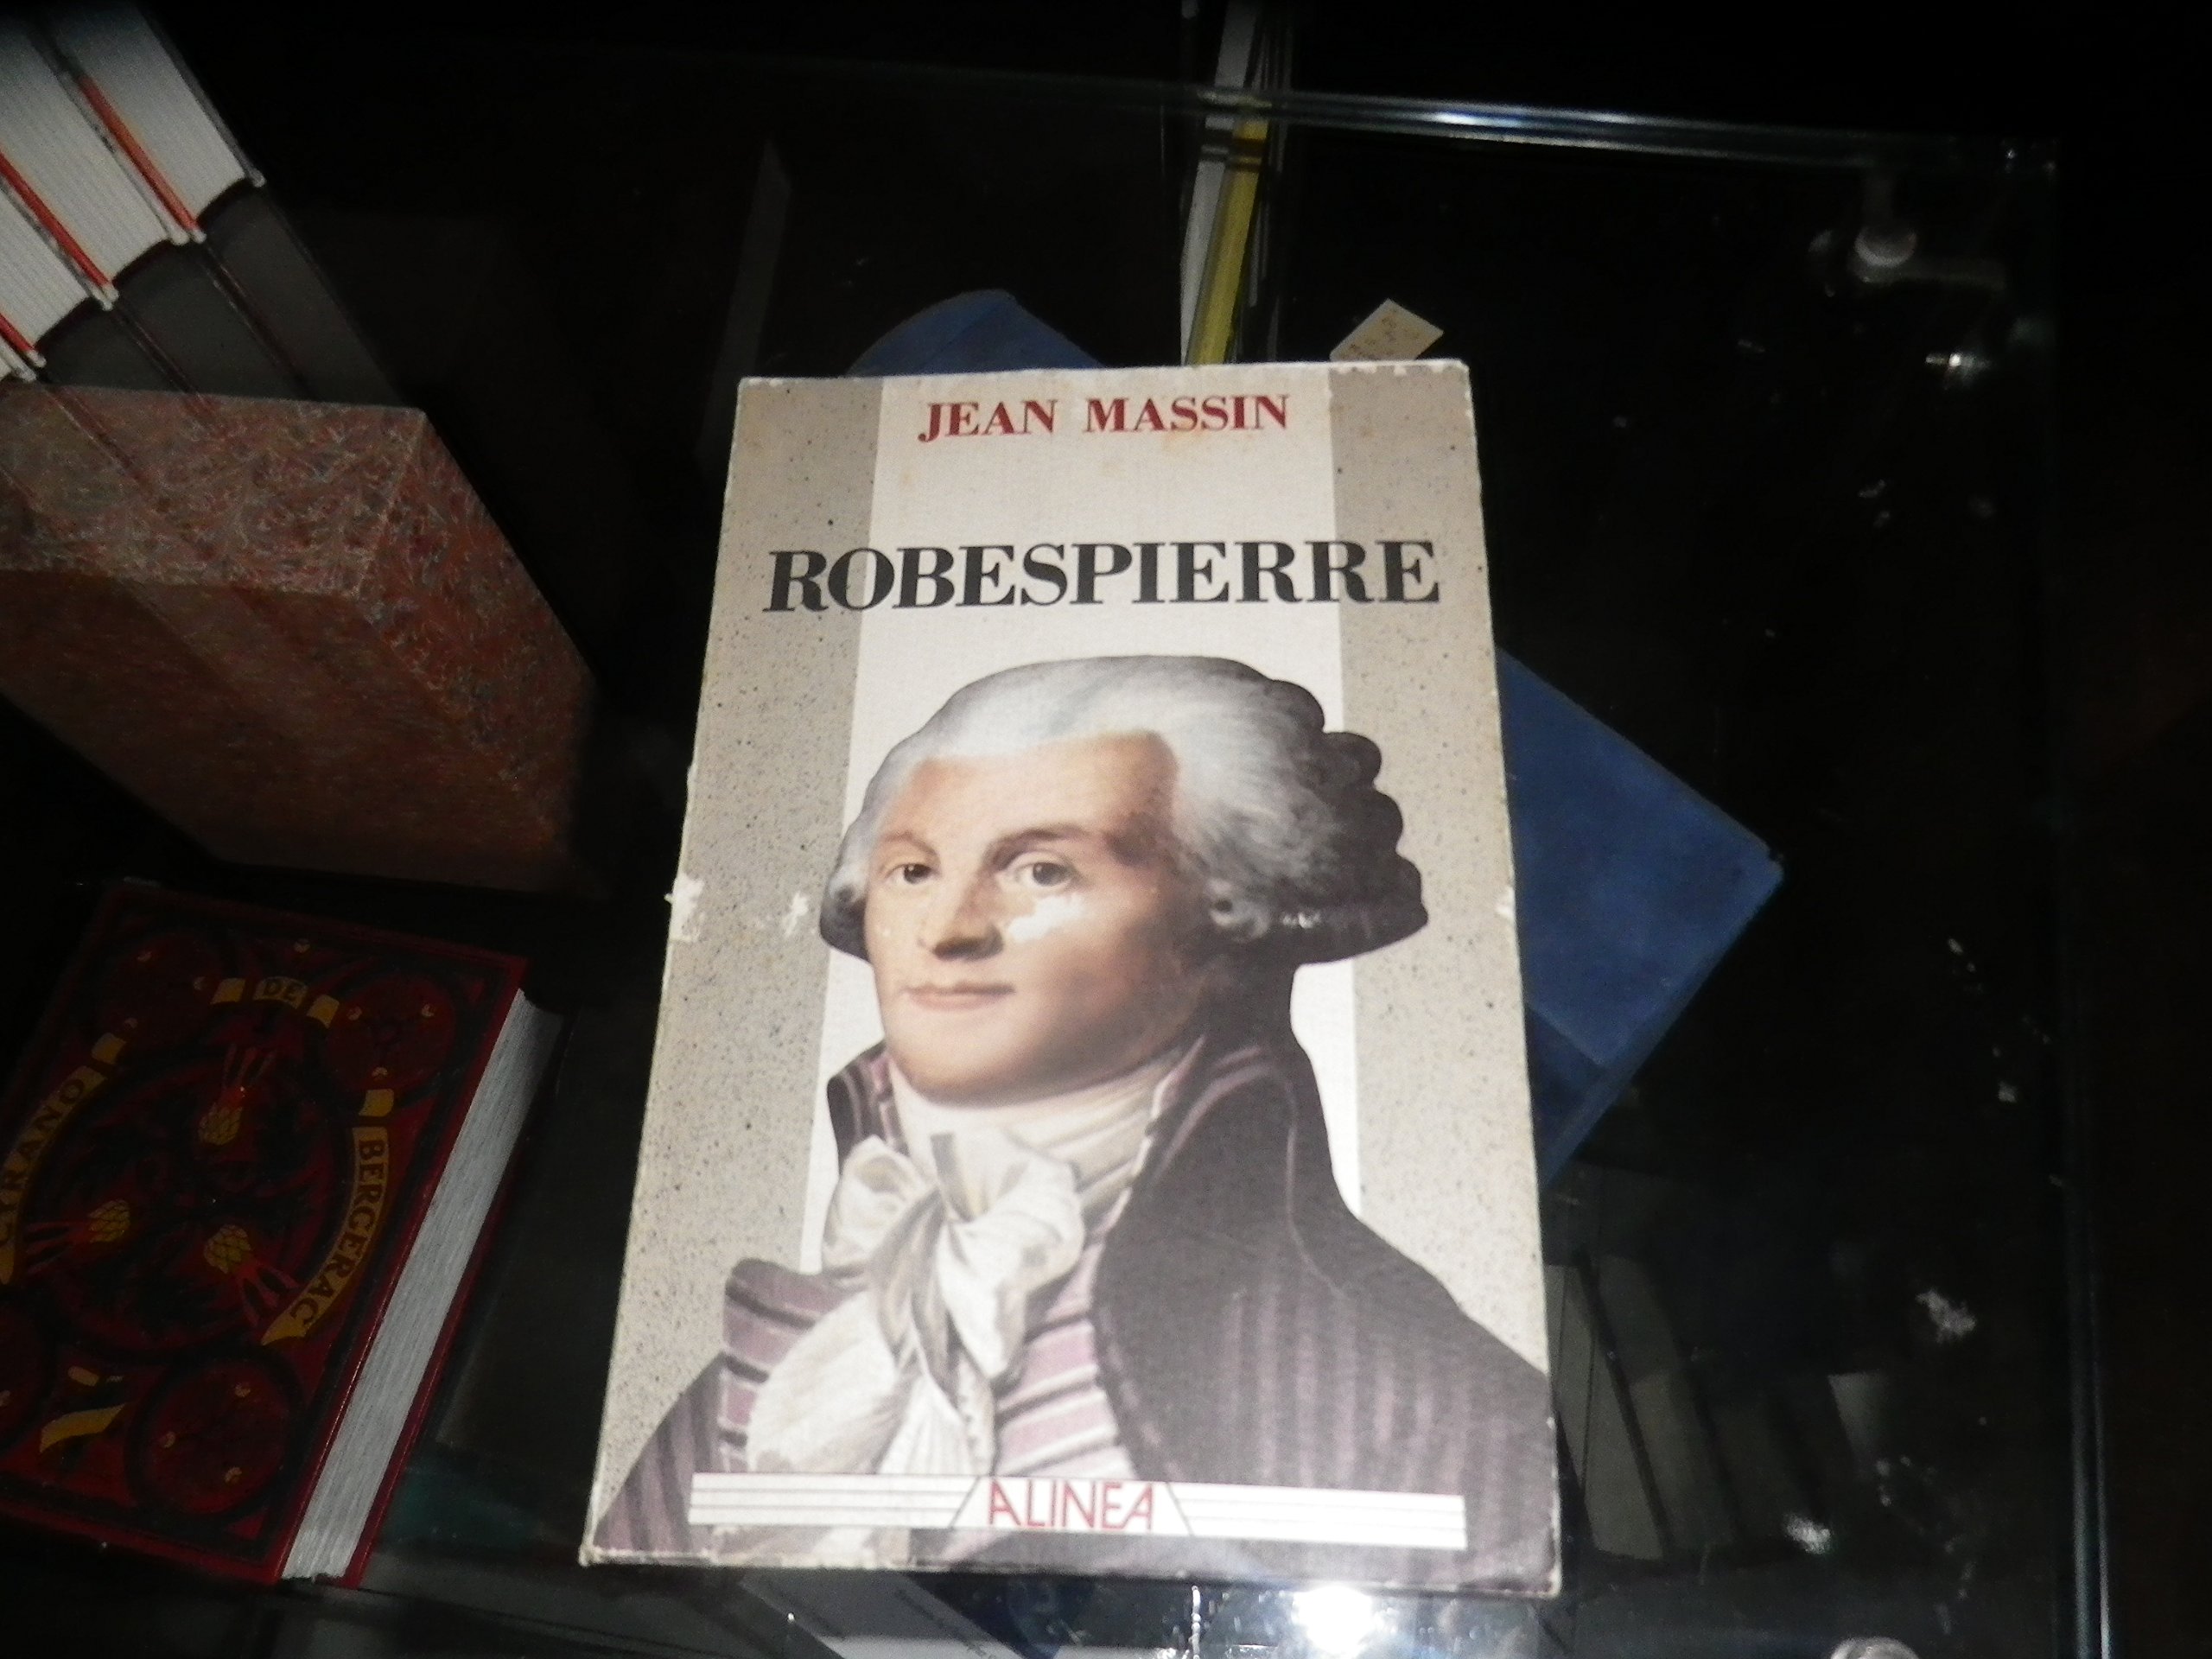 JEAN MASSIN
ROBESPIERRE
ALINEA
CYRANO
DE
BERGERAC